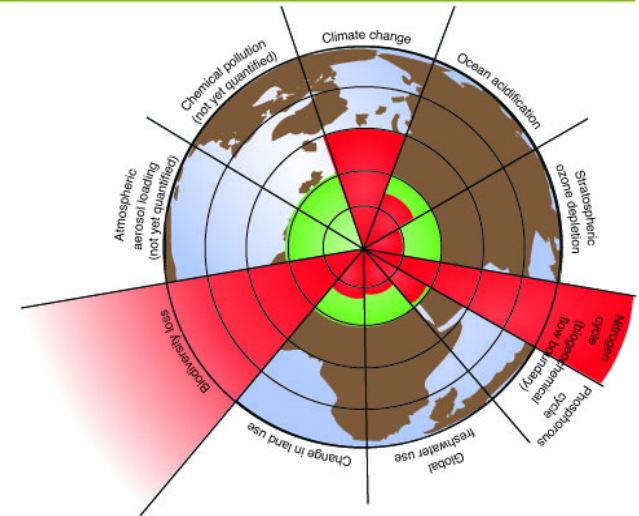 Climate change
Ocean acidification
Stratospheric
ozone depletion
Nitrogen
cycle
(biogeochemical
flow boundary)
Phosphorous
cycle
Global
freshwater use
Change in land use
Biodiversity loss
Atmospheric
aerosol loading
(not yet quantified)
Chemical pollution
(not yet quantified)